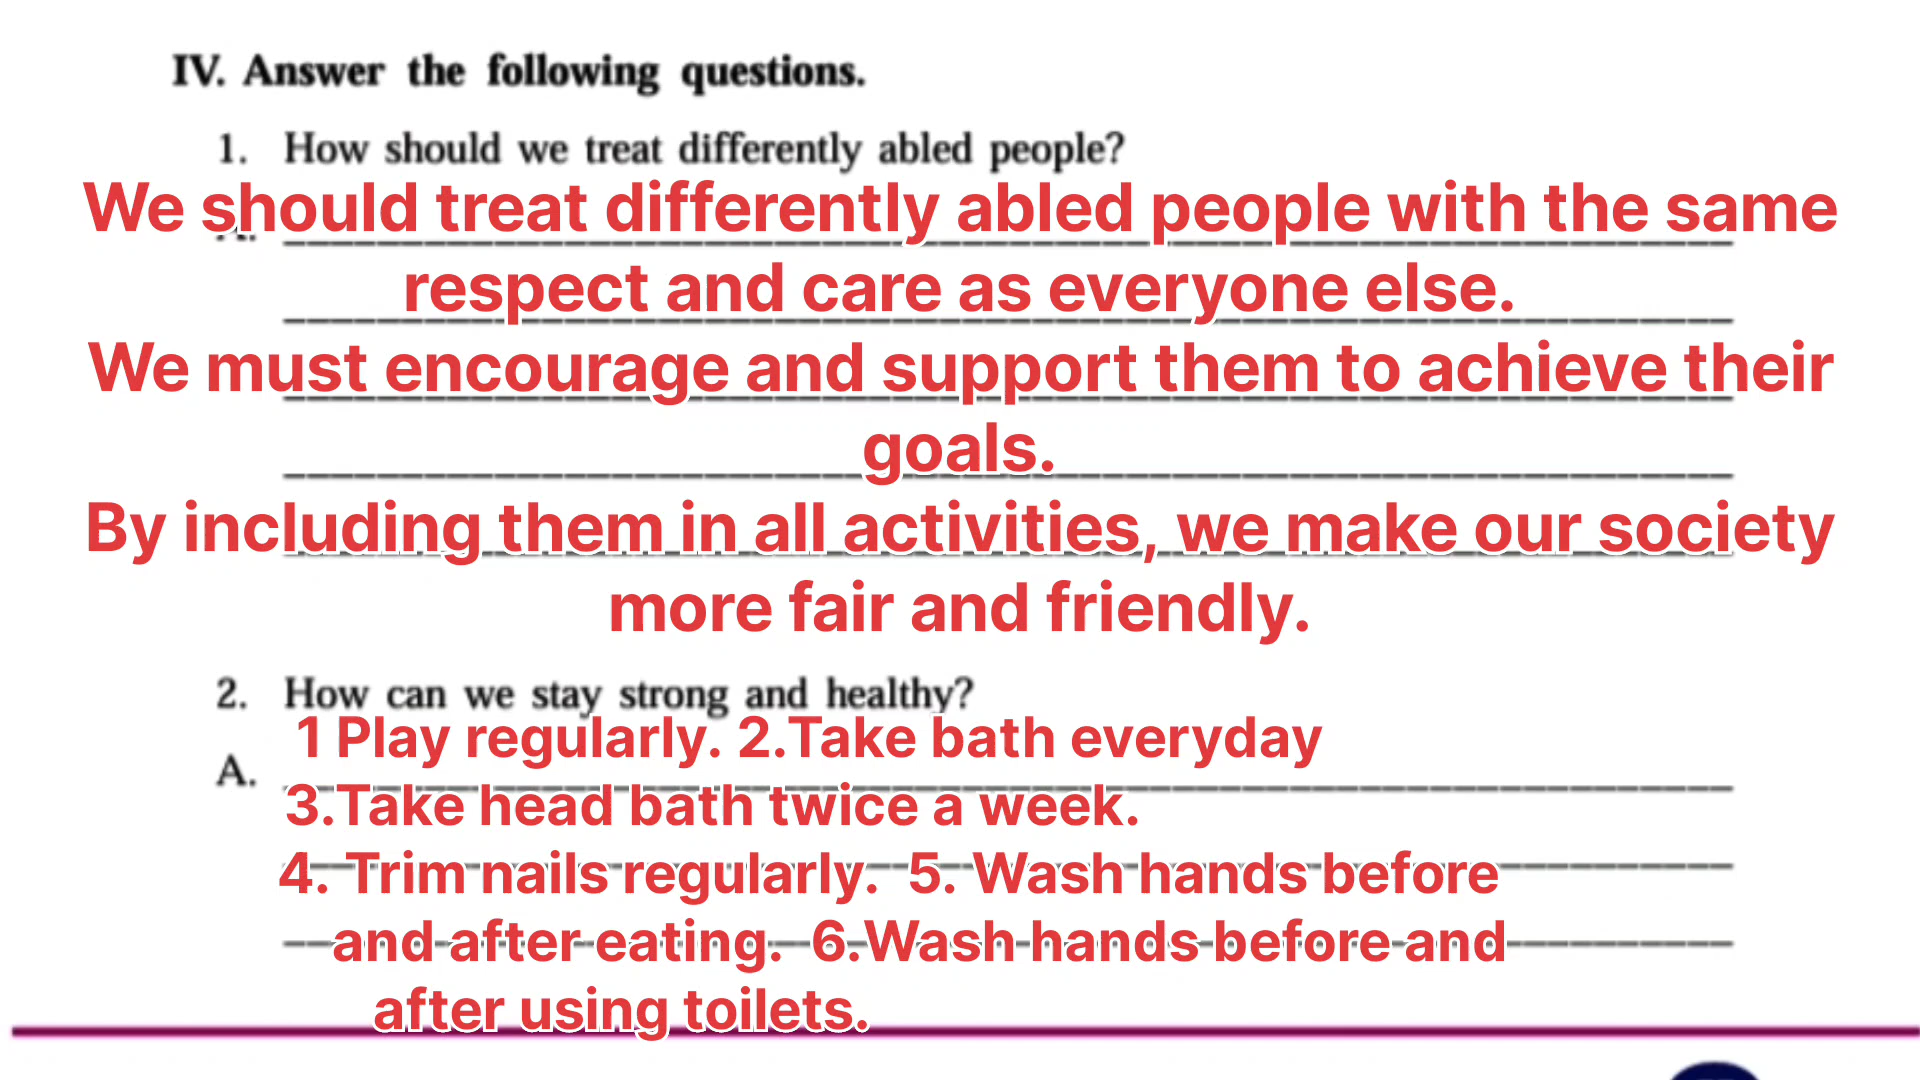 IV. Answer the following questions.
1. How should we treat differently abled people?
We should treat differently abled people with the same
A.
respect and care as everyone else.
We must encourage and support them to achieve their
goals.
By including them in all activities, we make our society
more fair and friendly.
2. How can we stay strong and healthy?
1 Play regularly. 2.Take bath everyday
A.
3.Take head bath twice a week.
4. Trim nails regularly. 5. Wash hands before
and after eating. 6.Wash hands before and
after using toilets.